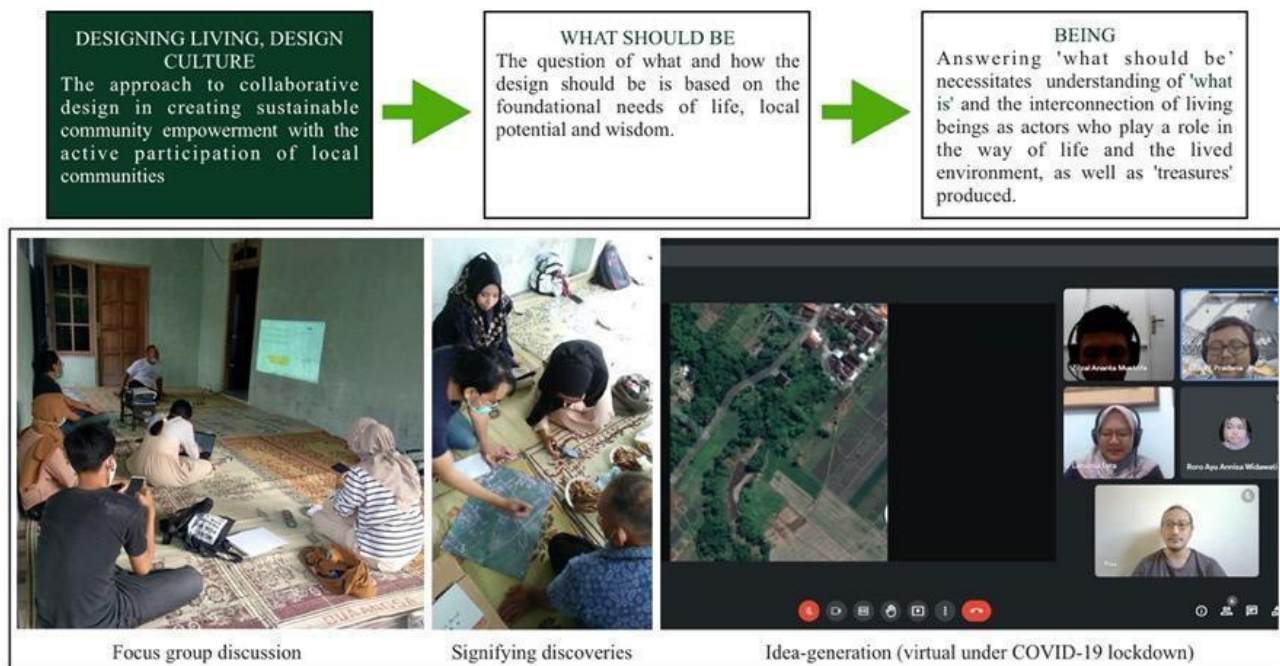 DESIGNING LIVING, DESIGN
CULTURE
The approach to collaborative
design in creating sustainable
community empowerment with the
active participation of local
communities
WHAT SHOULD BE
The question of what and how the
design should be is based on the
foundational needs of life, local
potential and wisdom.
BEING
Answering 'what should be’
necessitates understanding of 'what
is' and the interconnection of living
beings as actors who play a role in
the way of life and the lived
environment, as well as 'treasures'
produced.
Roro Ayu Annisa Widawati
Focus group discussion
Signifying discoveries
Idea-generation (virtual under COVID-19 lockdown)